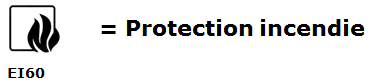 = Protection incendie
EI60